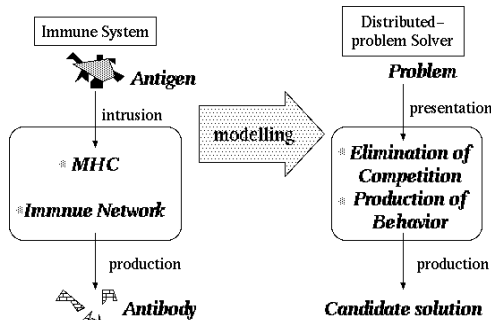 Immune System
Antigen
intrusion
MHC
Immnue Network
production
Antibody
modelling
Distributed–
problem Solver
Problem
presentation
Elimination of
Competition
Production of
Behavior
production
Candidate solution